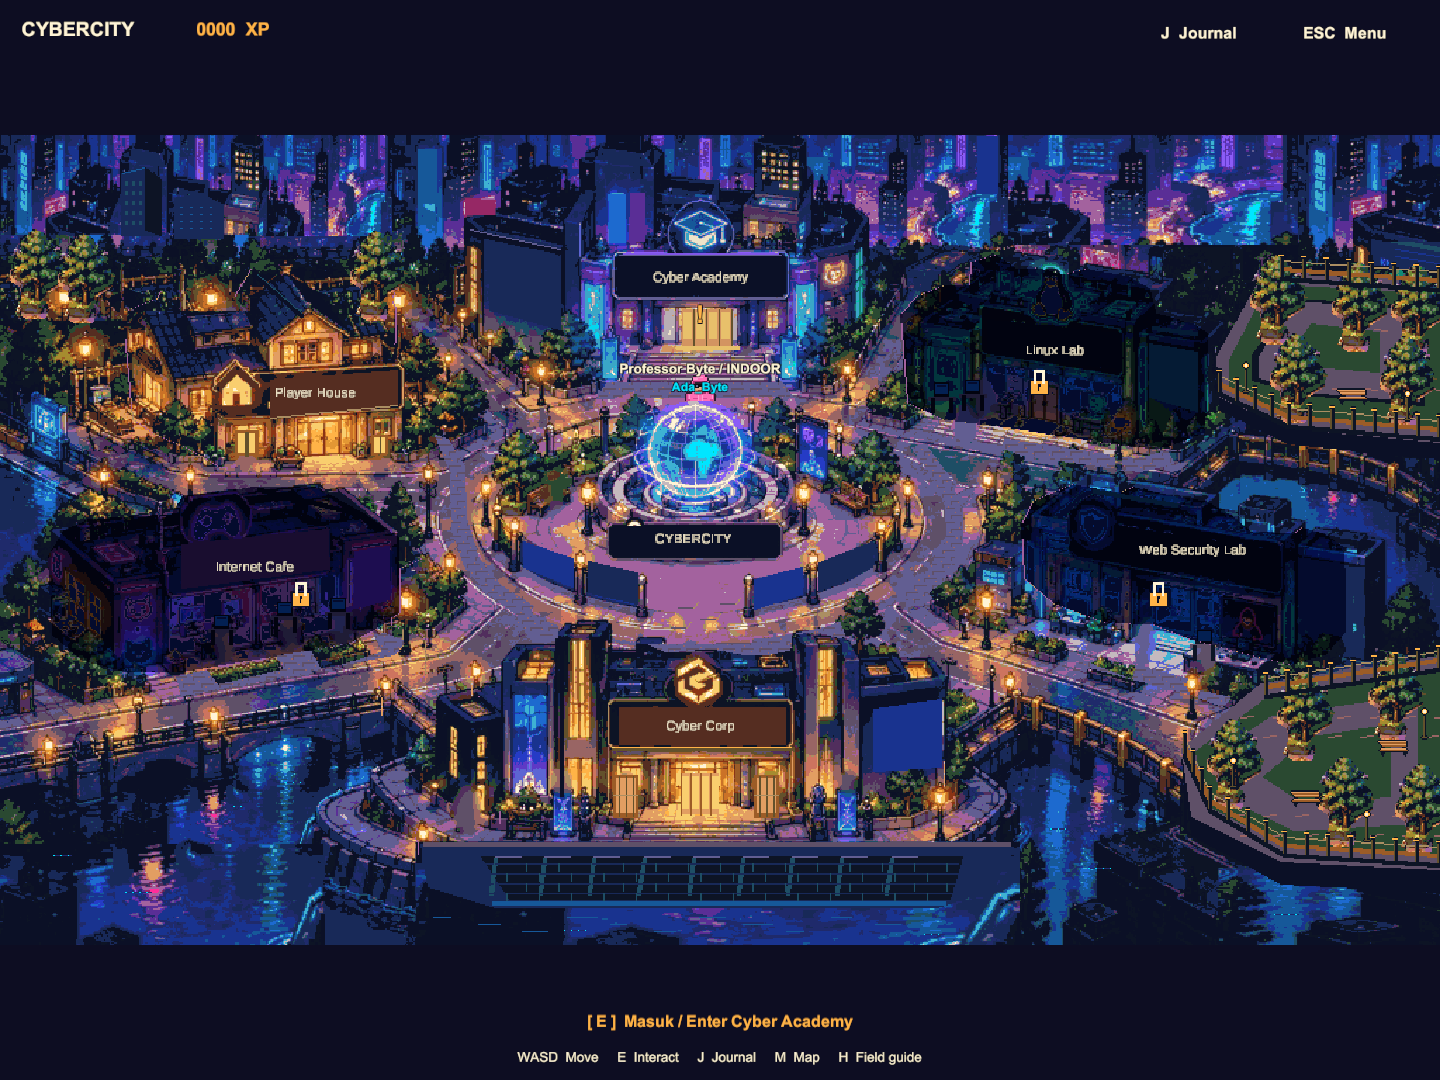 CYBERCITY 0000 XP
J Journal ESC Menu
Cyber Academy
!
Professor Byte / INDOOR
Ada Byte
Linux Lab
Player House
CYBERCITY
Internet Cafe
Web Security Lab
Cyber Corp
[ E ] Masuk / Enter Cyber Academy
WASD Move E Interact J Journal M Map H Field guide